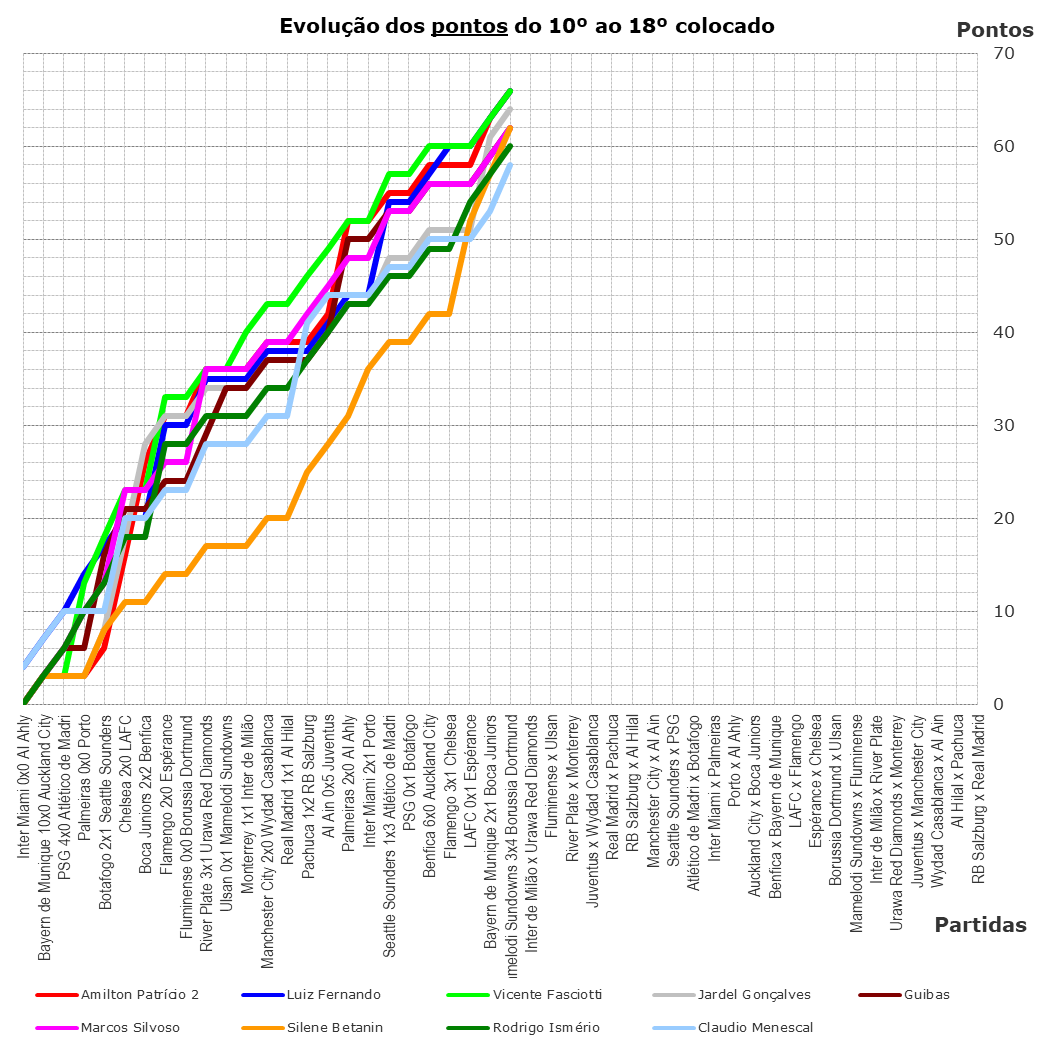 Evolução dos pontos do 10º ao 18º colocado
Pontos
70
60
50
40
30
20
10
0
Inter Miami 0x0 Al Ahly
Bayern de Munique 10x0 Auckland City
PSG 4x0 Atlético de Madri
Palmeiras 0x0 Porto
Botafogo 2x1 Seattle Sounders
Chelsea 2x0 LAFC
Boca Juniors 2x2 Benfica
Flamengo 2x0 Espérance
Fluminense 0x0 Borussia Dortmund
River Plate 3x1 Urawa Red Diamonds
Ulsan 0x1 Mamelodi Sundowns
Monterrey 1x1 Inter de Milão
Manchester City 2x0 Wydad Casablanca
Real Madrid 1x1 Al Hilal
Pachuca 1x2 RB Salzburg
Al Ain 0x5 Juventus
Palmeiras 2x0 Al Ahly
Inter Miami 2x1 Porto
Seattle Sounders 1x3 Atlético de Madri
PSG 0x1 Botafogo
Benfica 6x0 Auckland City
Flamengo 3x1 Chelsea
LAFC 0x1 Espérance
Bayern de Munique 2x1 Boca Juniors
melodi Sundowns 3x4 Borussia Dortmund
Inter de Milão x Urawa Red Diamonds
Fluminense x Ulsan
River Plate x Monterrey
Juventus x Wydad Casablanca
Real Madrid x Pachuca
RB Salzburg x Al Hilal
Manchester City x Al Ain
Seattle Sounders x PSG
Atlético de Madri x Botafogo
Inter Miami x Palmeiras
Porto x Al Ahly
Auckland City x Boca Juniors
Benfica x Bayern de Munique
LAFC x Flamengo
Espérance x Chelsea
Borussia Dortmund x Ulsan
Mamelodi Sundowns x Fluminense
Inter de Milão x River Plate
Urawa Red Diamonds x Monterrey
Juventus x Manchester City
Wydad Casablanca x Al Ain
Al Hilal x Pachuca
RB Salzburg x Real Madrid
Partidas
Amilton Patrício 2 Luiz Fernando Vicente Fasciotti Jardel Gonçalves Guibas
Marcos Silvoso Silene Betanin Rodrigo Ismério Claudio Menescal